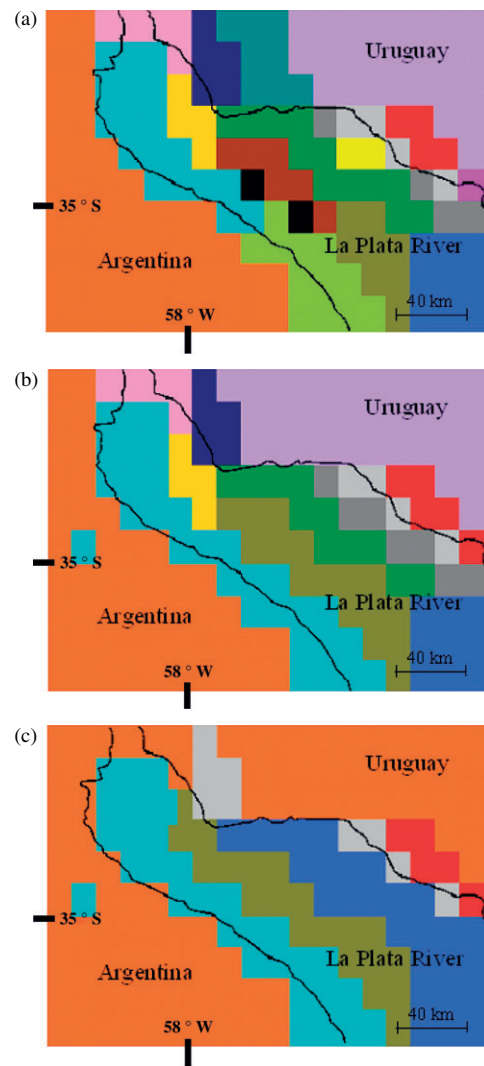 (a)
Uruguay
35° S
La Plata River
Argentina
58° W
40 km
(b)
Uruguay
35° S
La Plata River
Argentina
58° W
40 km
(c)
Uruguay
35° S
La Plata River
Argentina
58° W
40 km